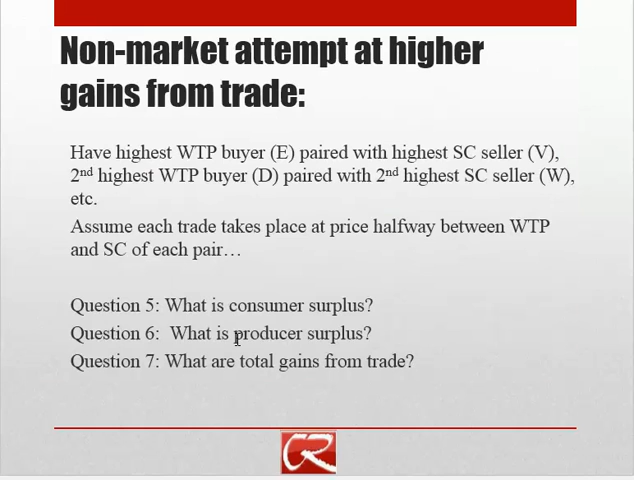 Non-market attempt at higher
gains from trade:
Have highest WTP buyer (E) paired with highest SC seller (V),
2nd highest WTP buyer (D) paired with 2nd highest SC seller (W),
etc.
Assume each trade takes place at price halfway between WTP
and SC of each pair…
Question 5: What is consumer surplus?
Question 6:  What is producer surplus?
Question 7: What are total gains from trade?
CR